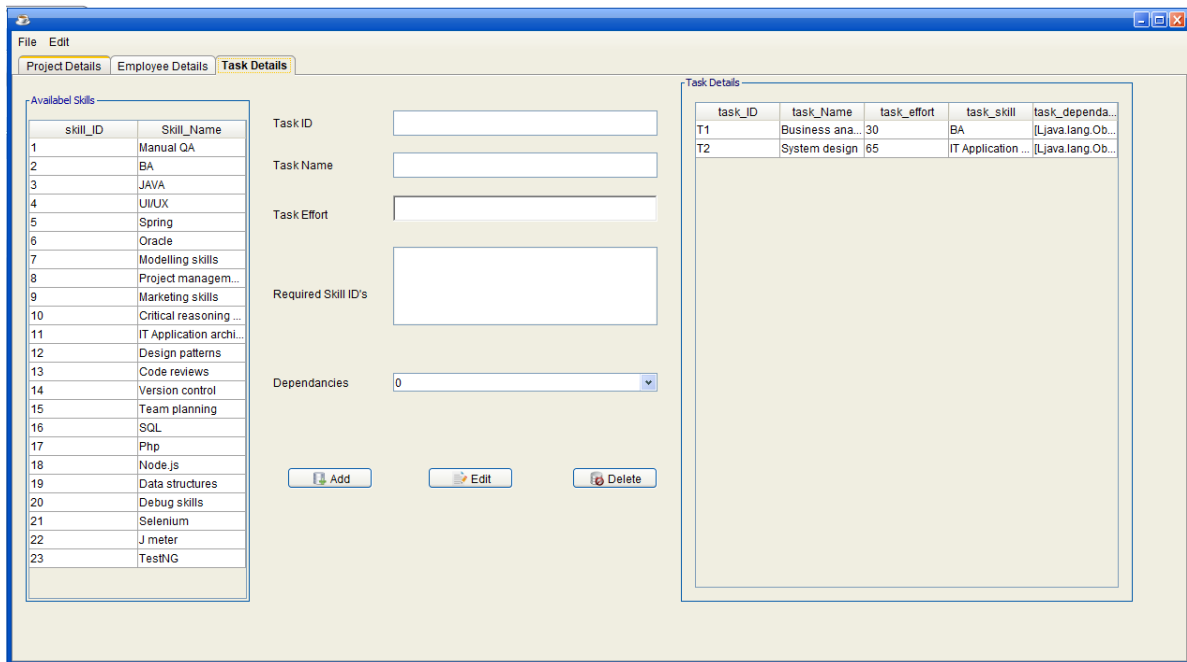 File Edit
Project Details Employee Details Task Details
Availabel Skills
skill_ID Skill_Name
1 Manual QA
2 BA
3 JAVA
4 UI/UX
5 Spring
6 Oracle
7 Modelling skills
8 Project managem...
9 Marketing skills
10 Critical reasoning ...
11 IT Application archi...
12 Design patterns
13 Code reviews
14 Version control
15 Team planning
16 SQL
17 Php
18 Node.js
19 Data structures
20 Debug skills
21 Selenium
22 J meter
23 TestNG
Task ID
Task Name
Task Effort
Required Skill ID's
Dependancies 0
Add Edit Delete
Task Details
task_ID task_Name task_effort task_skill task_dependa...
T1 Business ana... 30 BA [Ljava.lang.Ob...
T2 System design 65 IT Application ... [Ljava.lang.Ob...